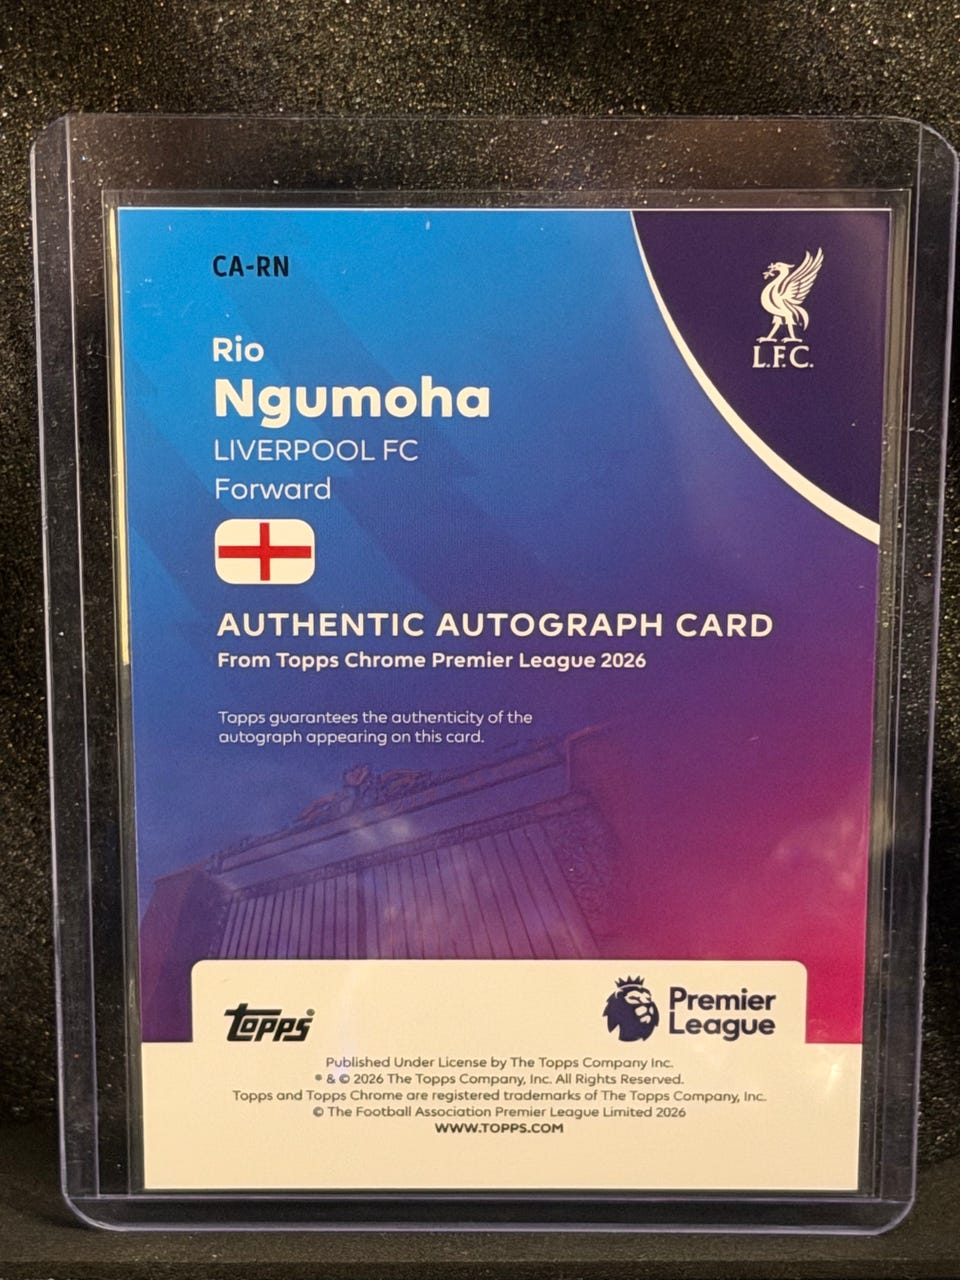 CA-RN
L.F.C.
Rio
Ngumoha
LIVERPOOL FC
Forward
AUTHENTIC AUTOGRAPH CARD
From Topps Chrome Premier League 2026
Topps guarantees the authenticity of the
autograph appearing on this card.
topps
Premier
League
Published Under License by The Topps Company Inc.
® & © 2026 The Topps Company, Inc. All Rights Reserved.
Topps and Topps Chrome are registered trademarks of The Topps Company, Inc.
© The Football Association Premier League Limited 2026
WWW.TOPPS.COM